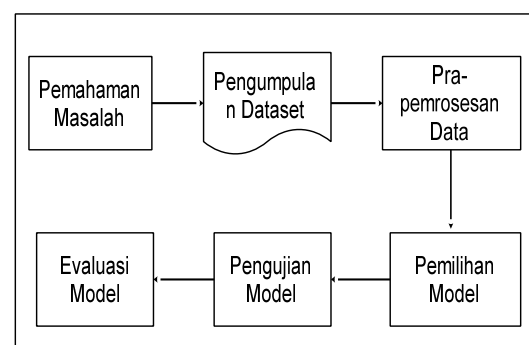 Pemahaman
Masalah
Pengumpula
n Dataset
Pra-
pemrosesan
Data
Pemilihan
Model
Pengujian
Model
Evaluasi
Model